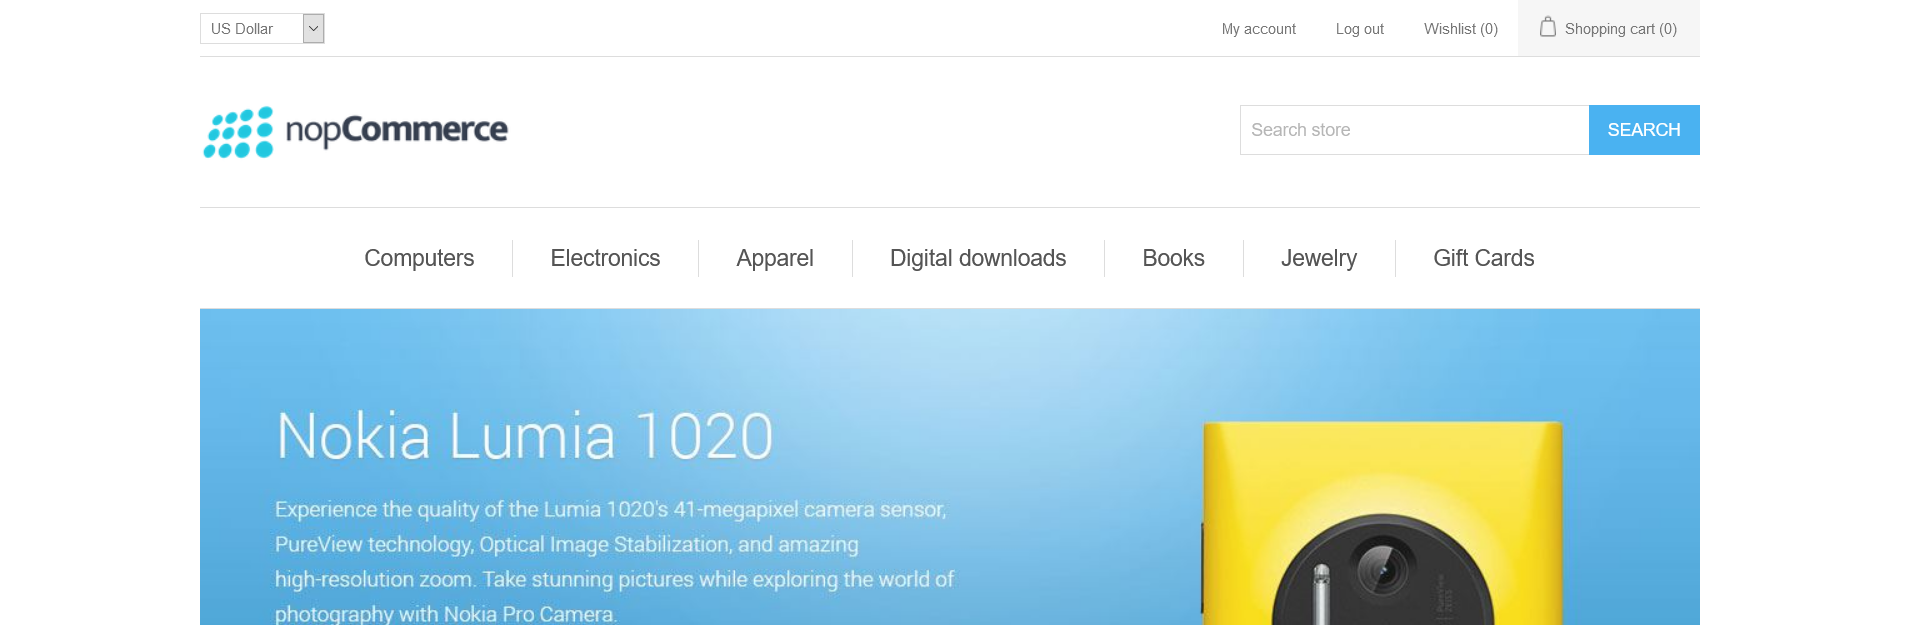 US Dollar
My account
Log out
Wishlist (0)
Shopping cart (0)
nopCommerce
Search store
SEARCH
Computers
Electronics
Apparel
Digital downloads
Books
Jewelry
Gift Cards
Nokia Lumia 1020
Experience the quality of the Lumia 1020's 41-megapixel camera sensor,
PureView technology, Optical Image Stabilization, and amazing
high-resolution zoom. Take stunning pictures while exploring the world of
photography with Nokia Pro Camera.